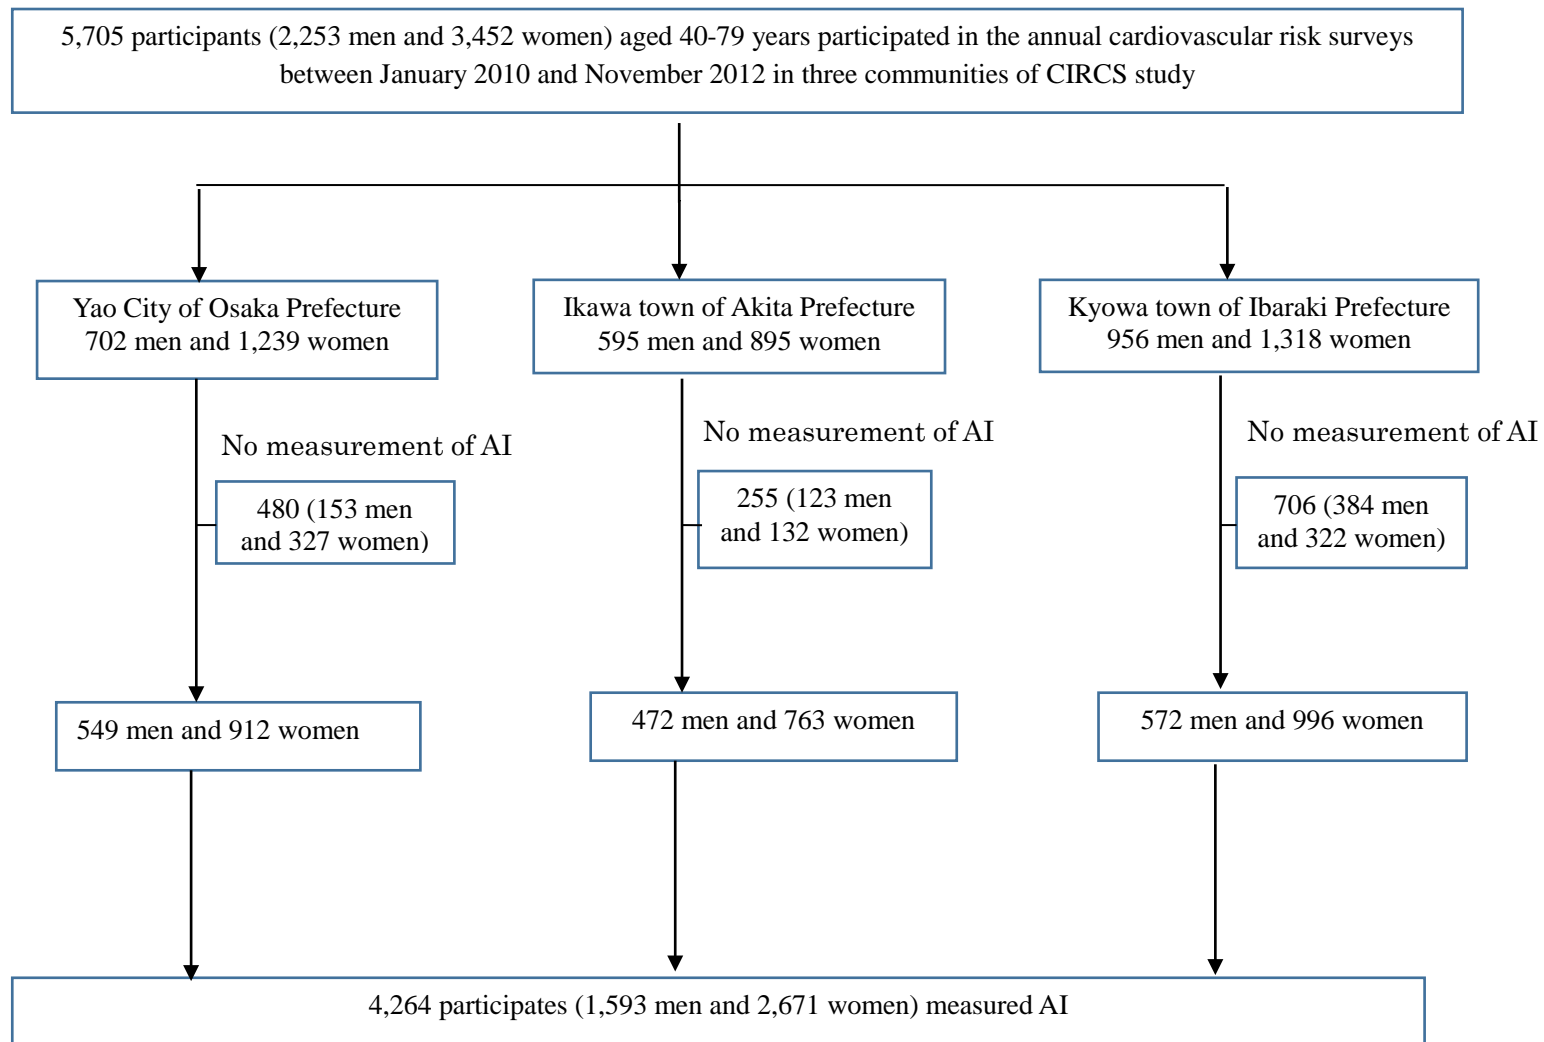 5,705 participants (2,253 men and 3,452 women) aged 40-79 years participated in the annual cardiovascular risk surveys
between January 2010 and November 2012 in three communities of CIRCS study
Yao City of Osaka Prefecture
702 men and 1,239 women
Ikawa town of Akita Prefecture
595 men and 895 women
Kyowa town of Ibaraki Prefecture
956 men and 1,318 women
No measurement of AI
480 (153 men
and 327 women)
No measurement of AI
255 (123 men
and 132 women)
No measurement of AI
706 (384 men
and 322 women)
549 men and 912 women
472 men and 763 women
572 men and 996 women
4,264 participates (1,593 men and 2,671 women) measured AI